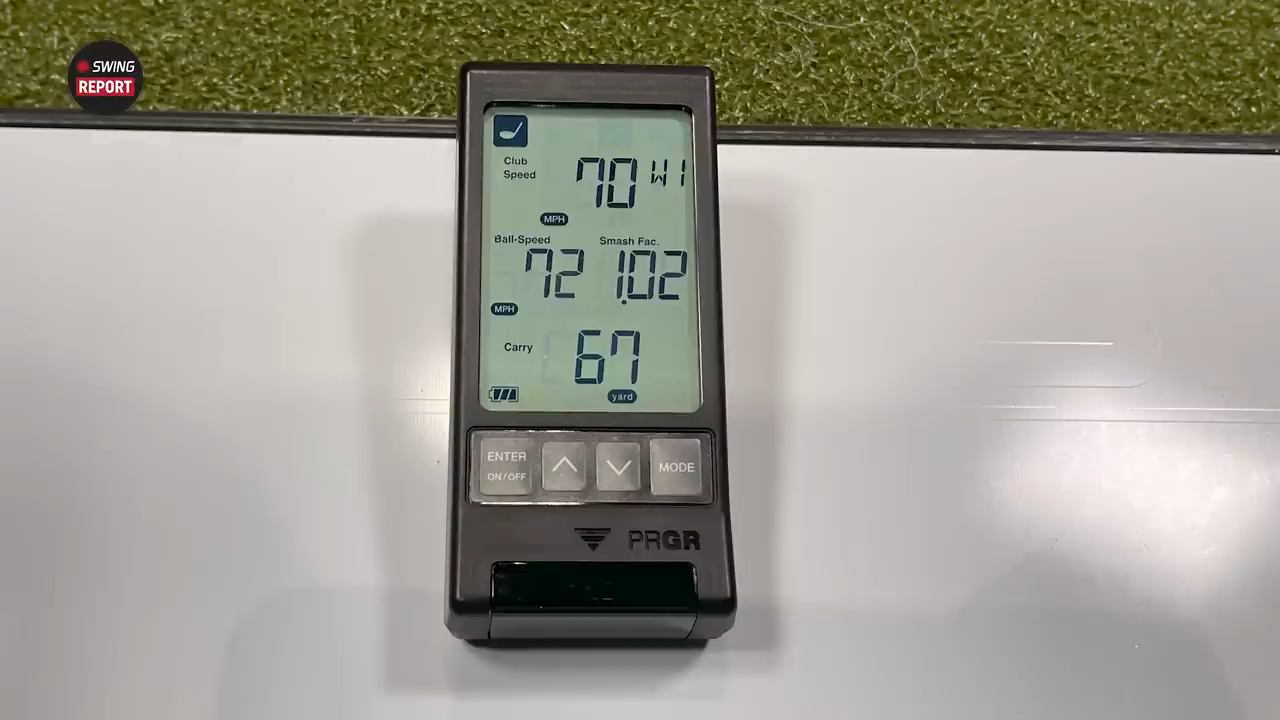 SWING
REPORT
Club
Speed
70 W1
MPH
Ball-Speed Smash Fac.
72 1.02
MPH
Carry
67
yard
ENTER
ON/OFF
MODE
PRGR